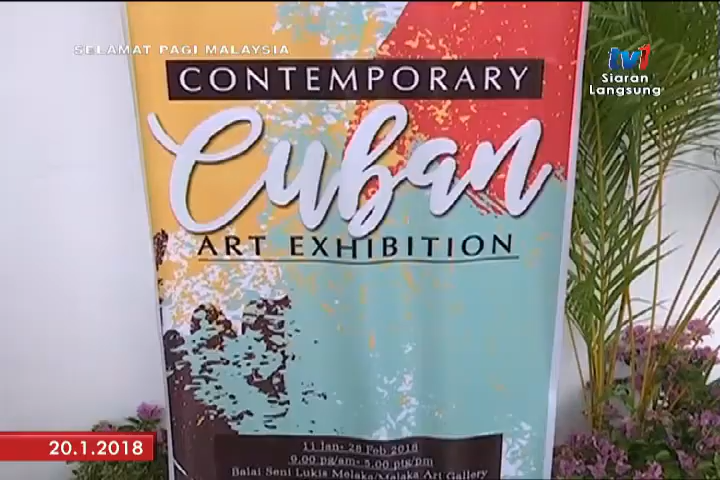 SELAMAT PAGI MALAYSIA
tv1
Siaran
Langsung
CONTEMPORARY
Cuban
ART EXHIBITION
20.1.2018
11 Jan- 28 Feb 2018
9.00 pg/am- 5.00 ptg/pm
Balai Seni Lukis Melaka/Malaka Art Gallery